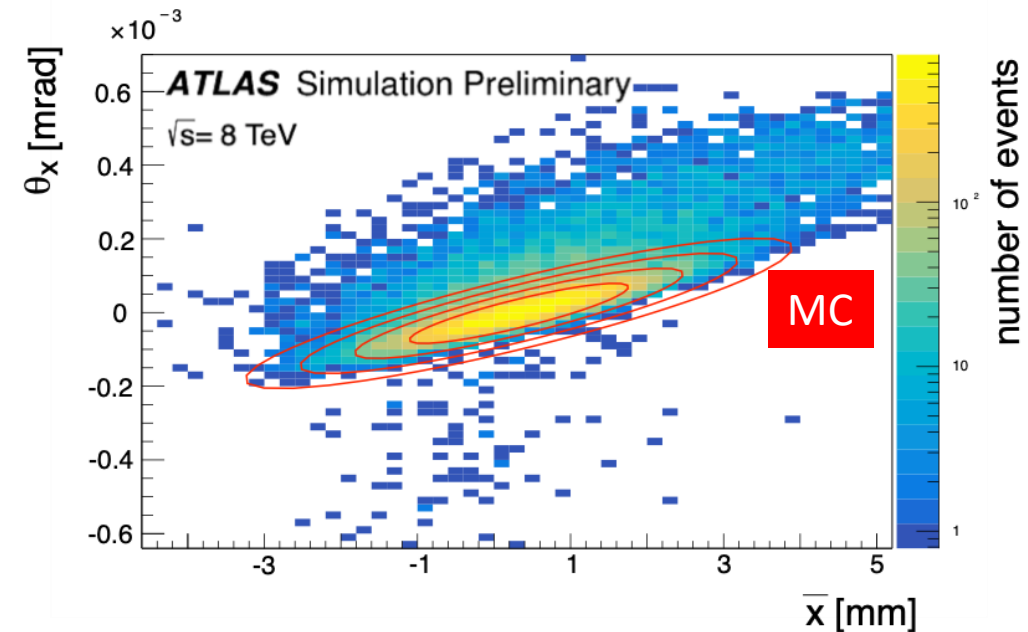 ×10⁻³
θx [mrad]
0.6
0.4
0.2
0
-0.2
-0.4
-0.6
ATLAS Simulation Preliminary
√s= 8 TeV
MC
-3
-1
1
3
5
x̅ [mm]
10²
10
1
number of events